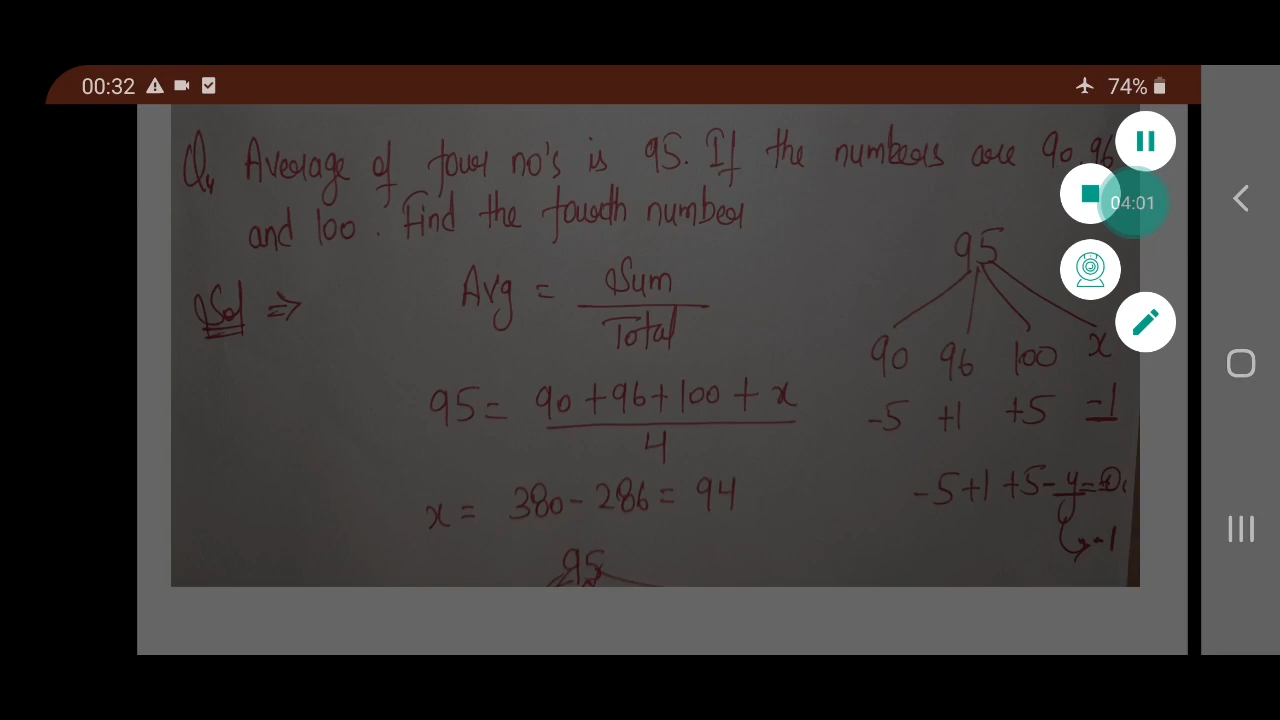 00:32
74%
Q4 Average of four no's is 95. If the numbers are 90, 96
and 100. Find the fourth number
04:01
Sol ⇒
Avg = Sum / Total
95 = 90 + 96 + 100 + x / 4
x = 380 - 286 = 94
95
95
90 96 100 x
-5 +1 +5 -1
-5 + 1 + 5 - y = 0
-1